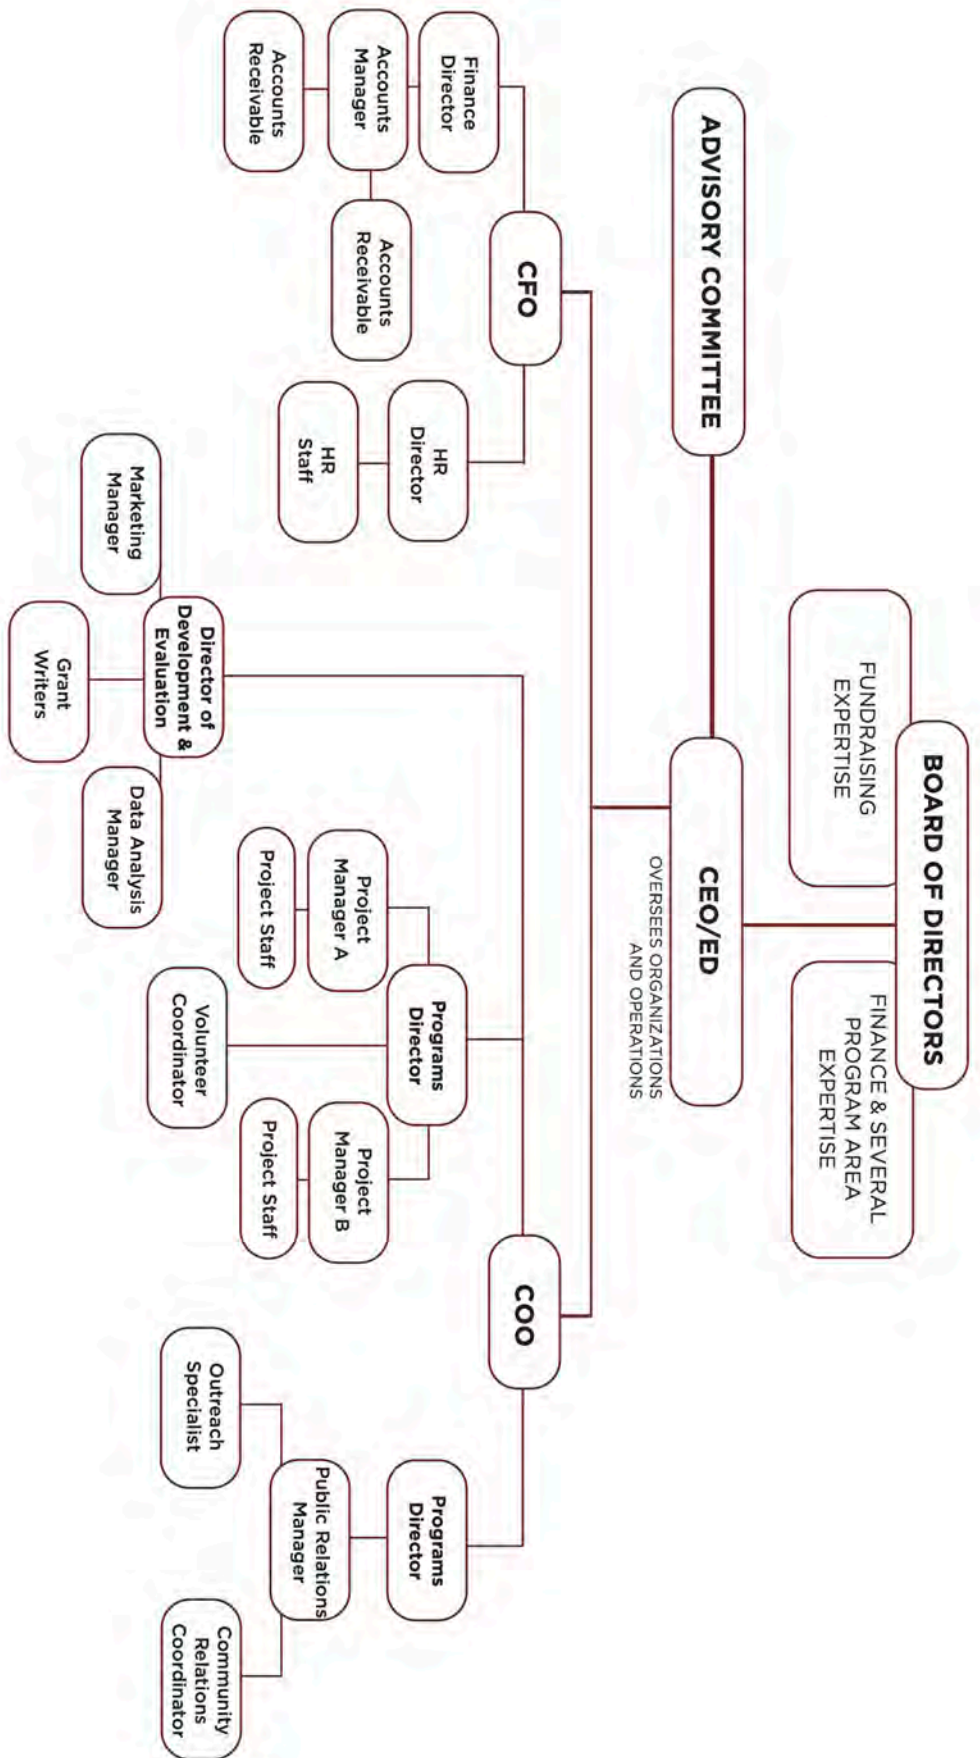 BOARD OF DIRECTORS
FUNDRAISING
EXPERTISE
FINANCE & SEVERAL
PROGRAM AREA
EXPERTISE
ADVISORY COMMITTEE
CEO/ED
OVERSEES ORGANIZATIONS
AND OPERATIONS
CFO
COO
Finance
Director
HR
Director
Accounts
Manager
Accounts
Receivable
Accounts
Receivable
HR
Staff
Programs
Director
Programs
Director
Project
Manager A
Project
Manager B
Project Staff
Project Staff
Volunteer
Coordinator
Public Relations
Manager
Outreach
Specialist
Community
Relations
Coordinator
Director of
Development &
Evaluation
Marketing
Manager
Data Analysis
Manager
Grant
Writers